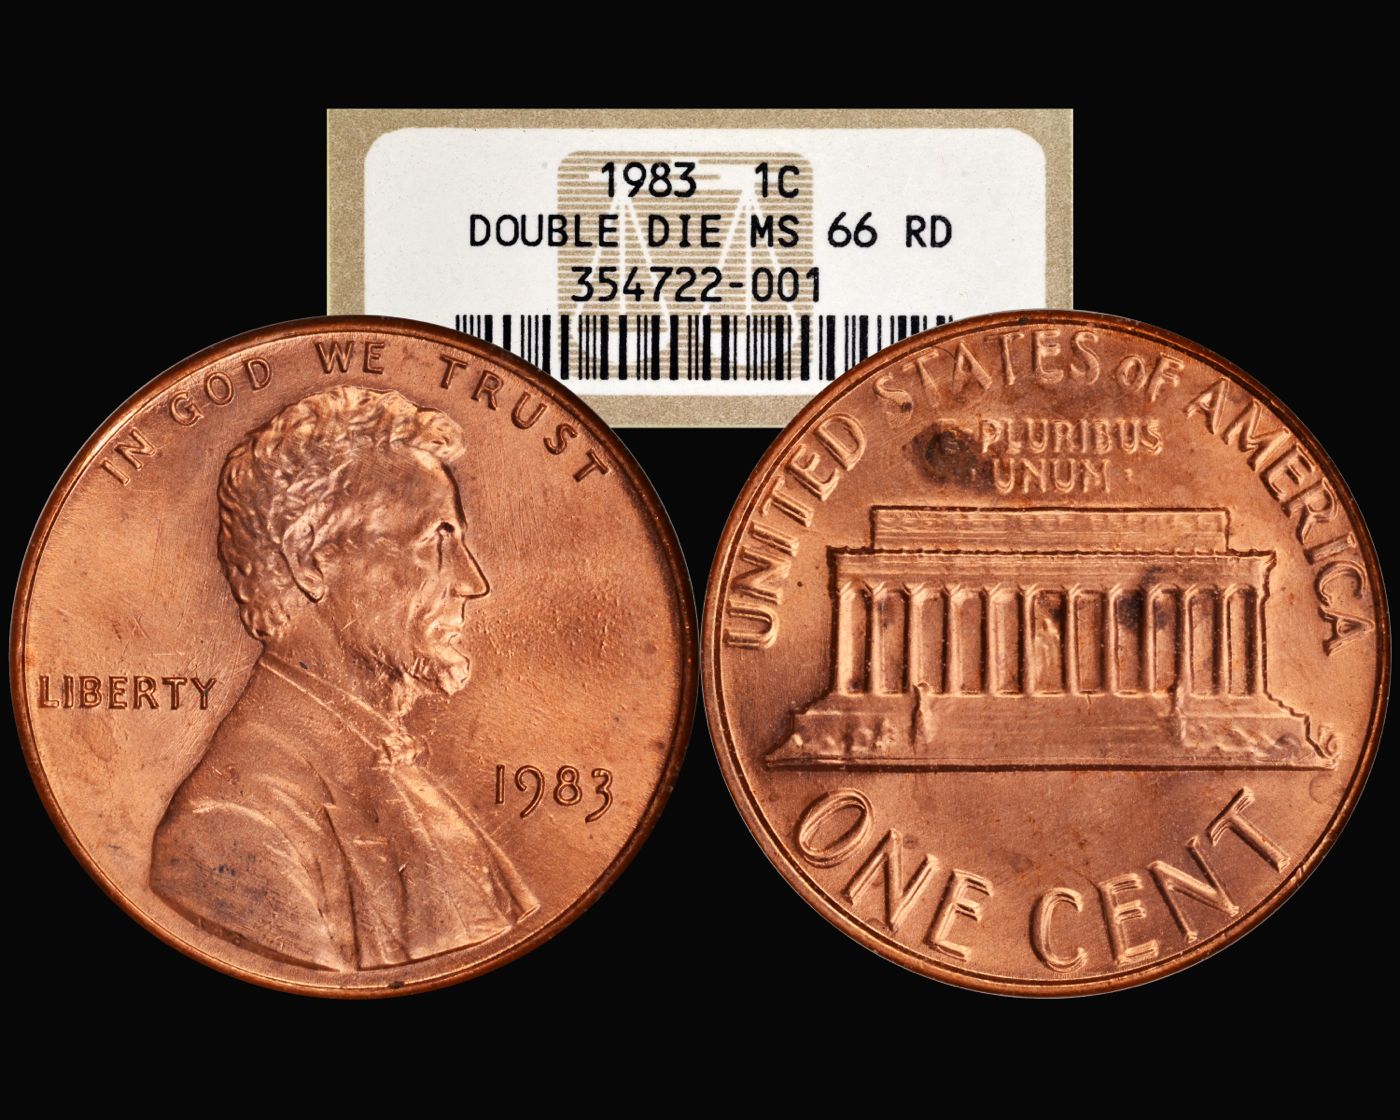 1983 1C
DOUBLE DIE MS 66 RD
354722-001
IN GOD WE TRUST
LIBERTY
1983
UNITED STATES OF AMERICA
PLURIBUS
UNUM
ONE CENT